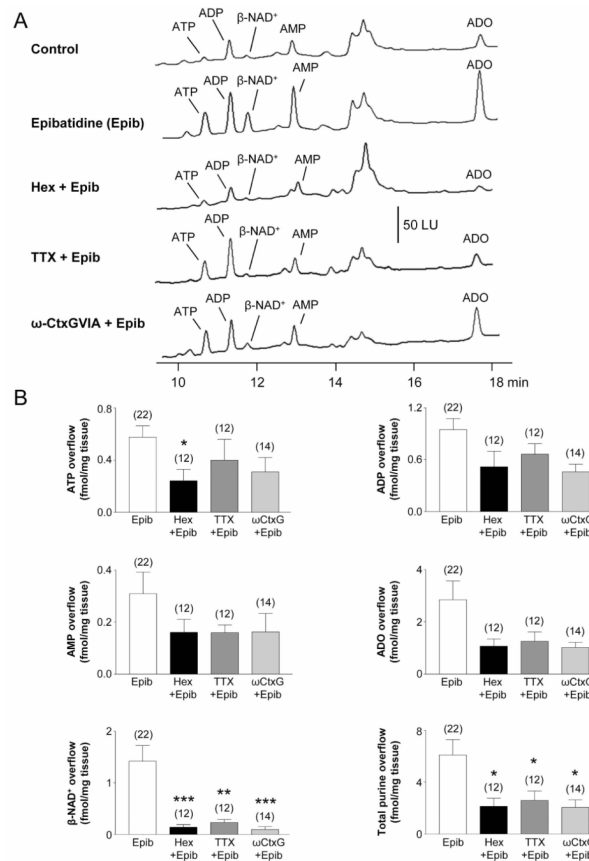 A
Control
ATP
ADP
β-NAD⁺
AMP
ADO
Epibatidine (Epib)
ATP
ADP
β-NAD⁺
AMP
ADO
Hex + Epib
ATP
ADP
β-NAD⁺
AMP
ADO
50 LU
TTX + Epib
ATP
ADP
β-NAD⁺
AMP
ADO
ω-CtxGVIA + Epib
ATP
ADP
β-NAD⁺
AMP
ADO
10 12 14 16 18 min
B
ATP overflow
(fmol/mg tissue)
0.8
0.4
0.0
(22)
*
(12)
(12)
(14)
Epib Hex TTX ωCtxG
+Epib +Epib +Epib
ADP overflow
(fmol/mg tissue)
1.2
0.6
0.0
(22)
(12)
(12)
(14)
Epib Hex TTX ωCtxG
+Epib +Epib +Epib
AMP overflow
(fmol/mg tissue)
0.4
0.2
0.0
(22)
(12)
(12)
(14)
Epib Hex TTX ωCtxG
+Epib +Epib +Epib
ADO overflow
(fmol/mg tissue)
4
2
0
(22)
(12)
(12)
(14)
Epib Hex TTX ωCtxG
+Epib +Epib +Epib
β-NAD⁺ overflow
(fmol/mg tissue)
2
1
0
(22)
***
(12)
**
(12)
***
(14)
Epib Hex TTX ωCtxG
+Epib +Epib +Epib
Total purine overflow
(fmol/mg tissue)
8
4
0
(22)
*
(12)
*
(12)
*
(14)
Epib Hex TTX ωCtxG
+Epib +Epib +Epib